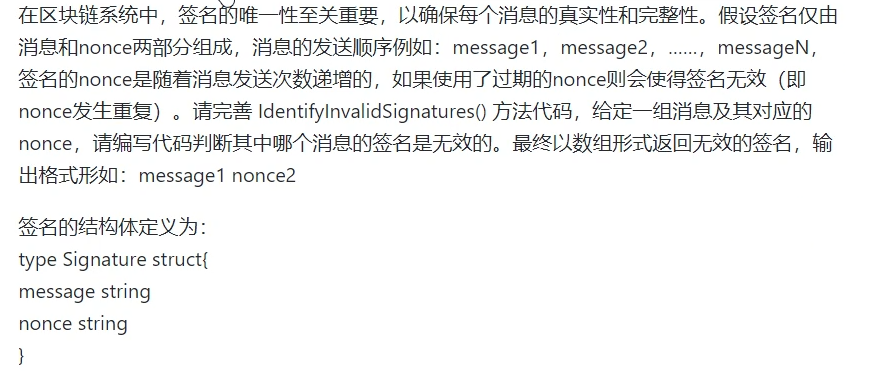 在区块链系统中，签名的唯一性至关重要，以确保每个消息的真实性和完整性。假设签名仅由
消息和nonce两部分组成，消息的发送顺序例如：message1，message2，……，messageN，
签名的nonce是随着消息发送次数递增的，如果使用了过期的nonce则会使得签名无效（即
nonce发生重复）。请完善 IdentifyInvalidSignatures() 方法代码，给定一组消息及其对应的
nonce，请编写代码判断其中哪个消息的签名是无效的。最终以数组形式返回无效的签名，输
出格式形如：message1 nonce2
签名的结构体定义为：
type Signature struct{
message string
nonce string
}